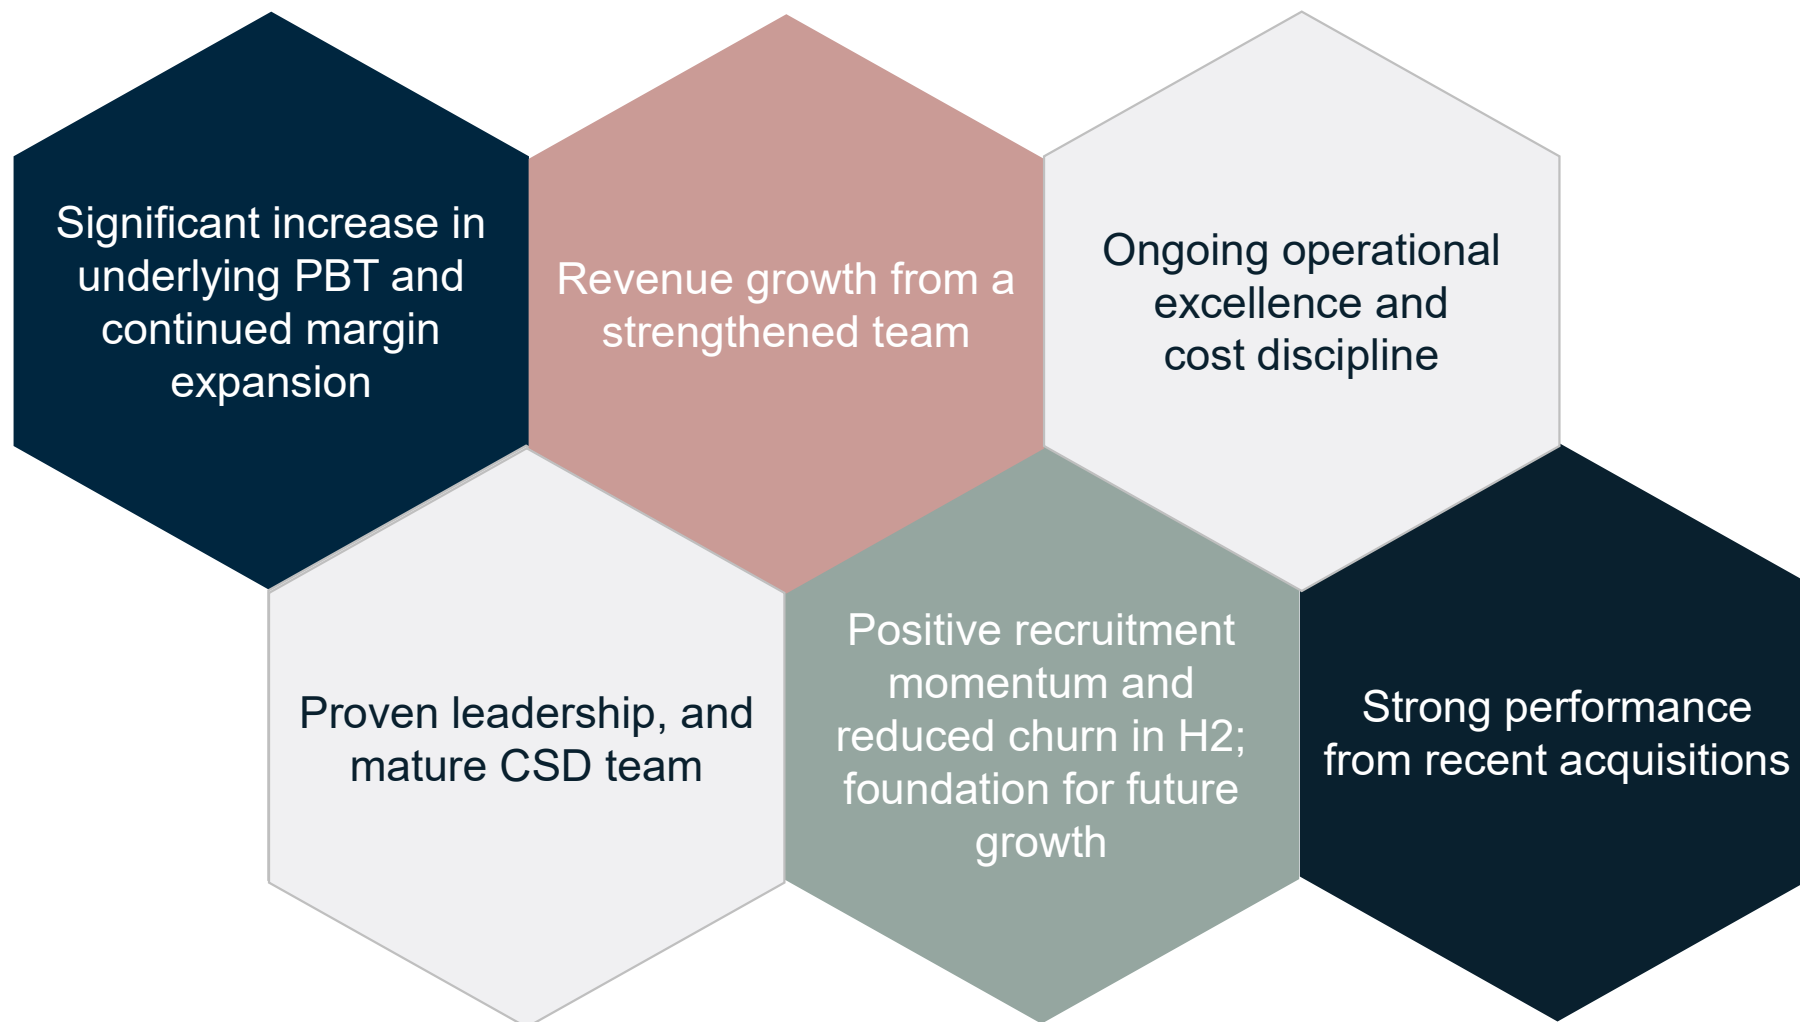 Significant increase in
underlying PBT and
continued margin
expansion
Revenue growth from a
strengthened team
Ongoing operational
excellence and
cost discipline
Proven leadership, and
mature CSD team
Positive recruitment
momentum and
reduced churn in H2;
foundation for future
growth
Strong performance
from recent acquisitions